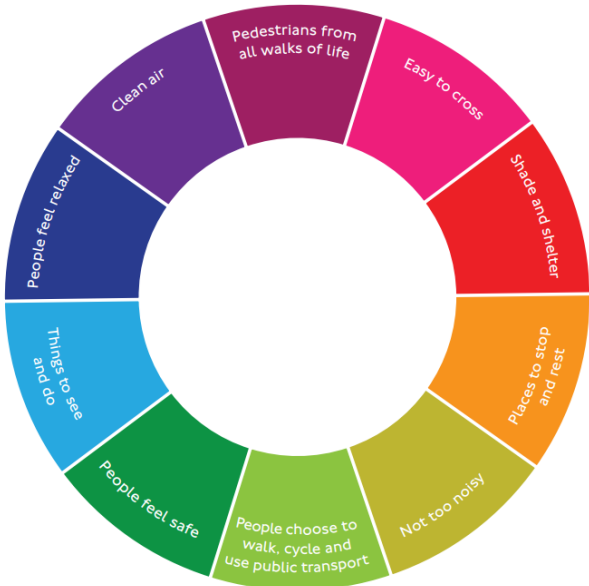 Pedestrians from
all walks of life
Easy to cross
Shade and shelter
Places to stop
and rest
Not too noisy
People choose to
walk, cycle and
use public transport
People feel safe
Things to see
and do
People feel relaxed
Clean air